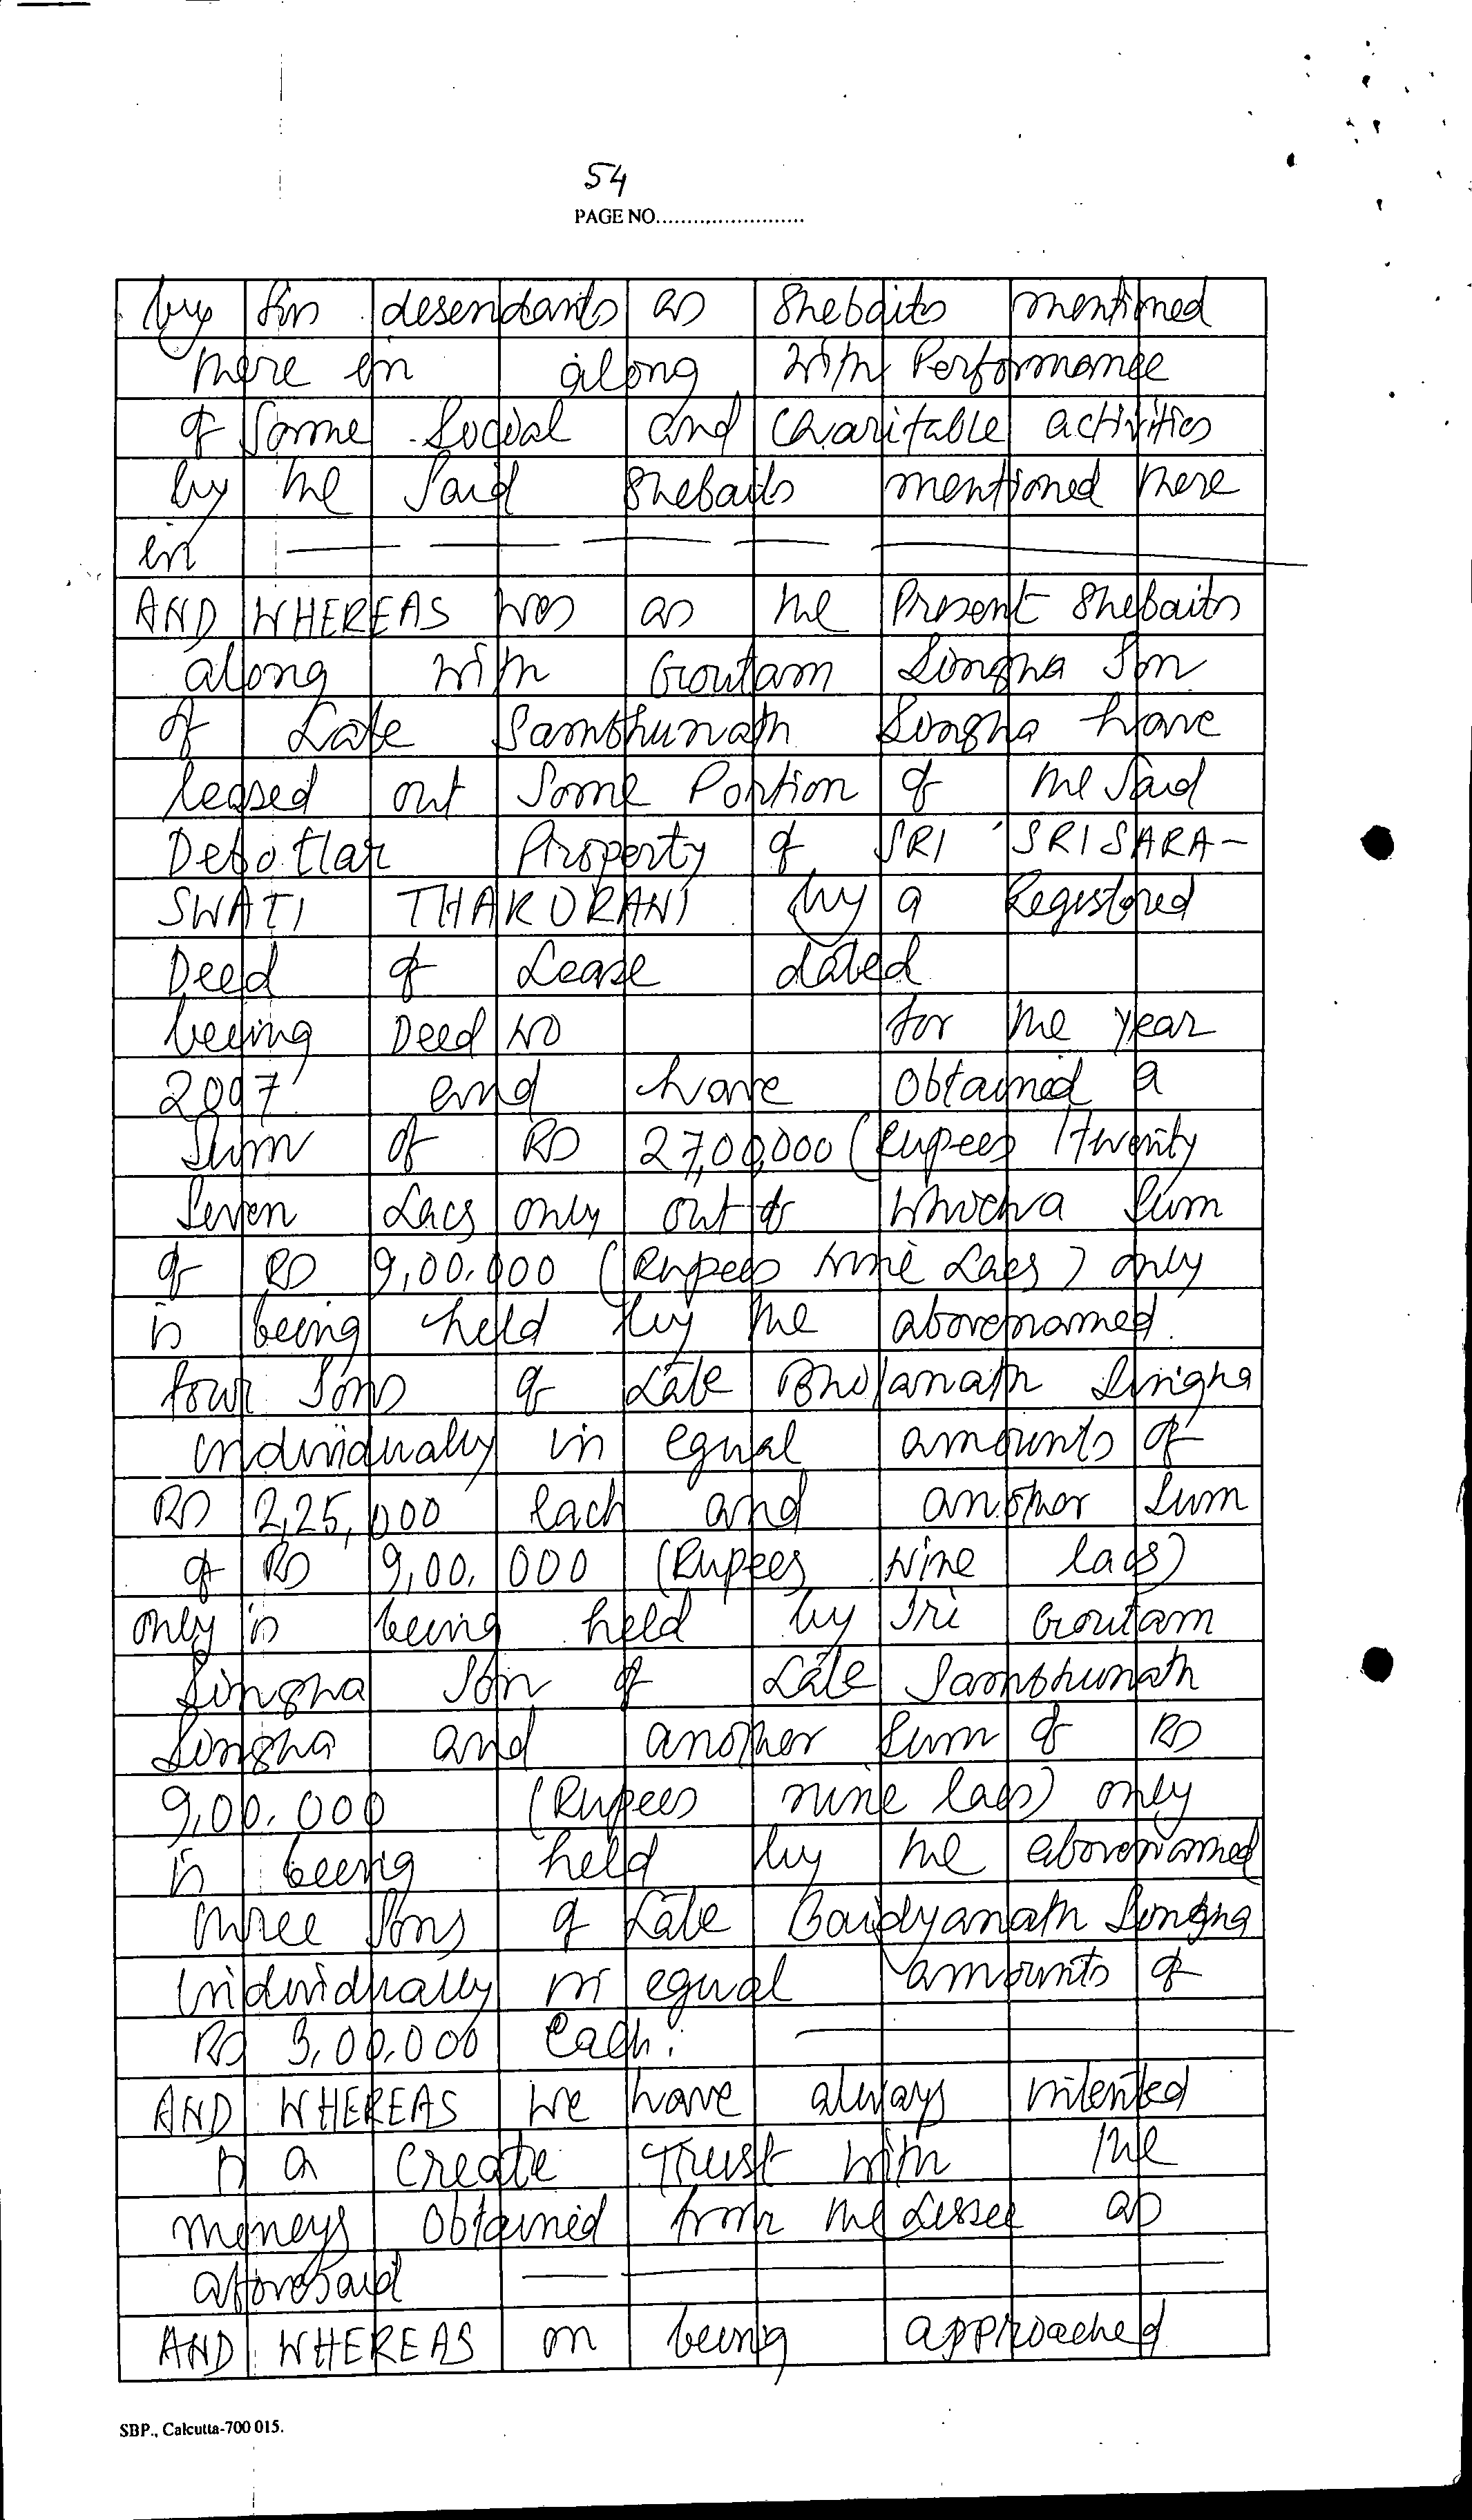 54
PAGE NO.........................
by his desendants as Shebaits mentioned
there in along with Performance
of Some Social and Charitable activities
by the Said Shebaits mentioned there
in
AND WHEREAS as the Present Shebaits
along with Goutam Singha Son
of Late Sambhunath Singha have
leased out Some Portion of the Said
Debottar Property of SRI SRI SARA-
SWATI THAKURANI by a Registered
Deed of Lease dated
being Deed NO for the year
2007 and have obtained a
Sum of RS 27,00,000 (Rupees twenty
Seven Lacs only out of which a Sum
of RS 9,00,000 (Rupees nine Lacs) only
is being held by the abovenamed
four Sons of Late Bholanath Singha
individually in equal amounts of
RS 2,25,000 each and another Sum
of RS 9,00,000 (Rupees Nine lacs)
only is being held by Sri Goutam
Singha Son of Late Sambhunath
Singha and another Sum of RS
9,00,000 (Rupees nine lacs) only
is being held by the abovenamed
three Sons of Late Baidyanath Singha
individually in equal amounts of
RS 3,00,000 Each.
AND WHEREAS we have always intented
a Create Trust with the
moneys obtained from the Lessee as
aforesaid
AND WHEREAS on being approached
SBP., Calcutta-700 015.